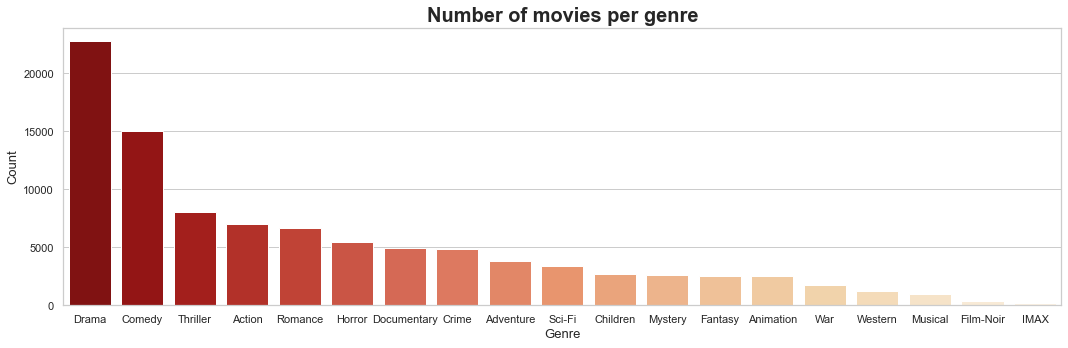 Number of movies per genre
Count
20000
15000
10000
5000
0
Drama Comedy Thriller Action Romance Horror Documentary Crime Adventure Sci-Fi Children Mystery Fantasy Animation War Western Musical Film-Noir IMAX
Genre